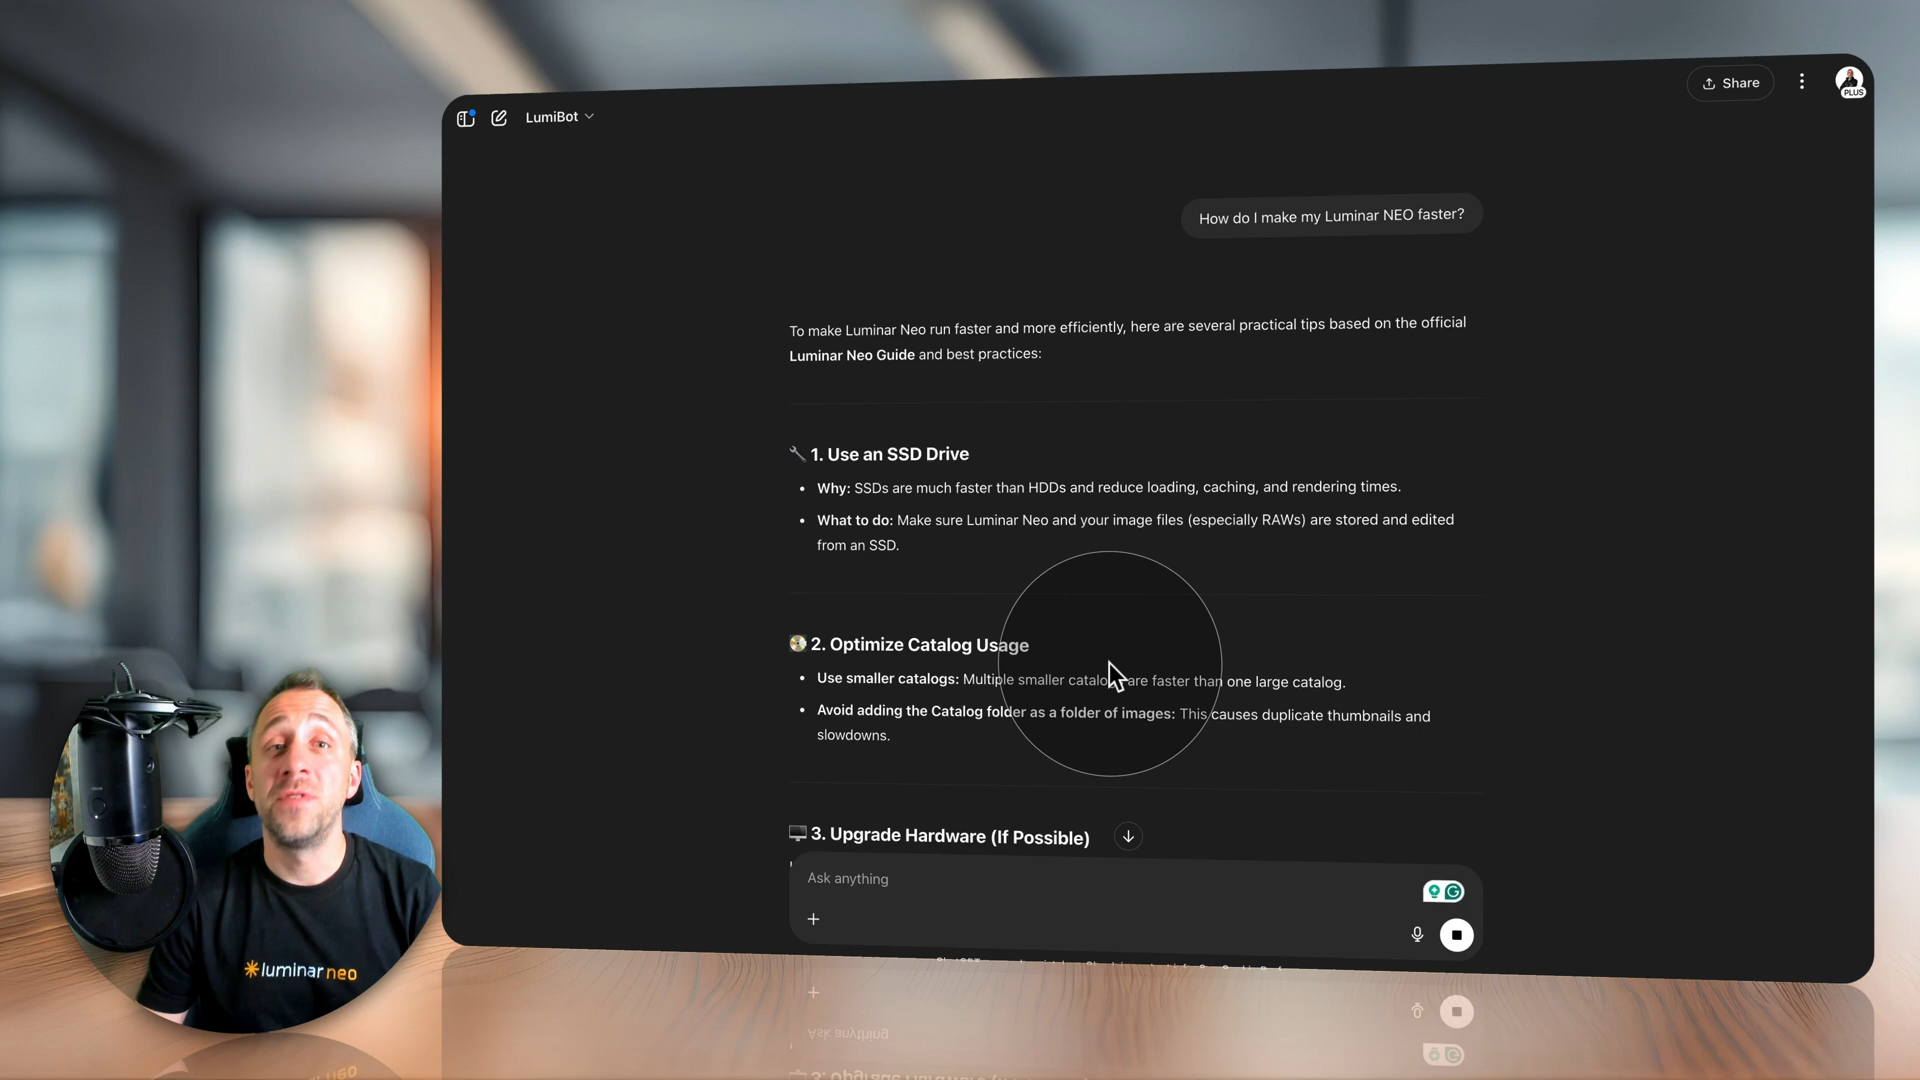 Share
PLUS
LumiBot
How do I make my Luminar NEO faster?
To make Luminar Neo run faster and more efficiently, here are several practical tips based on the official
Luminar Neo Guide and best practices:
1. Use an SSD Drive
• Why: SSDs are much faster than HDDs and reduce loading, caching, and rendering times.
• What to do: Make sure Luminar Neo and your image files (especially RAWs) are stored and edited
from an SSD.
2. Optimize Catalog Usage
• Use smaller catalogs: Multiple smaller catalo are faster than one large catalog.
• Avoid adding the Catalog folder as a folder of images: This causes duplicate thumbnails and
slowdowns.
3. Upgrade Hardware (If Possible)
Ask anything
luminar neo